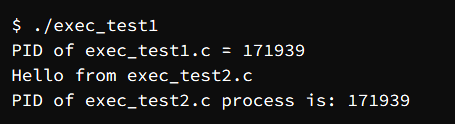 $ ./exec_test1
PID of exec_test1.c = 171939
Hello from exec_test2.c
PID of exec_test2.c process is: 171939